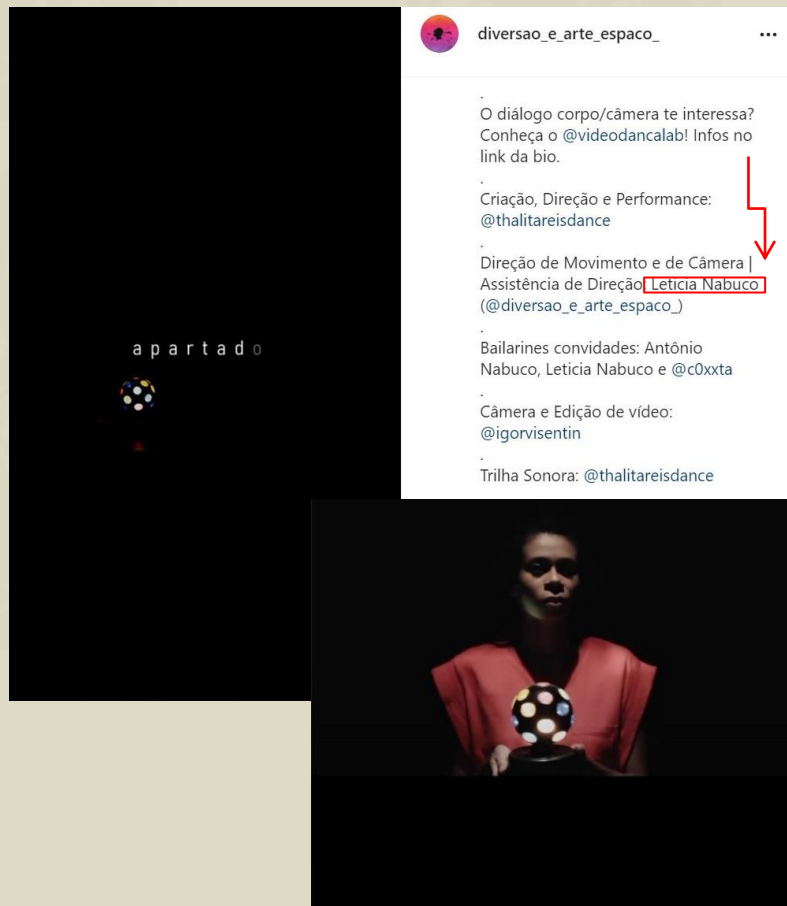 diversao_e_arte_espaco_
...
.
O diálogo corpo/câmera te interessa?
Conheça o @videodancalab! Infos no
link da bio.
.
Criação, Direção e Performance:
@thalitareisdance
.
Direção de Movimento e de Câmera |
Assistência de Direção: Leticia Nabuco
(@diversao_e_arte_espaco_)
.
Bailarines convidades: Antônio
Nabuco, Leticia Nabuco e @c0xxta
.
Câmera e Edição de vídeo:
@igorvisentin
.
Trilha Sonora: @thalitareisdance
apartado